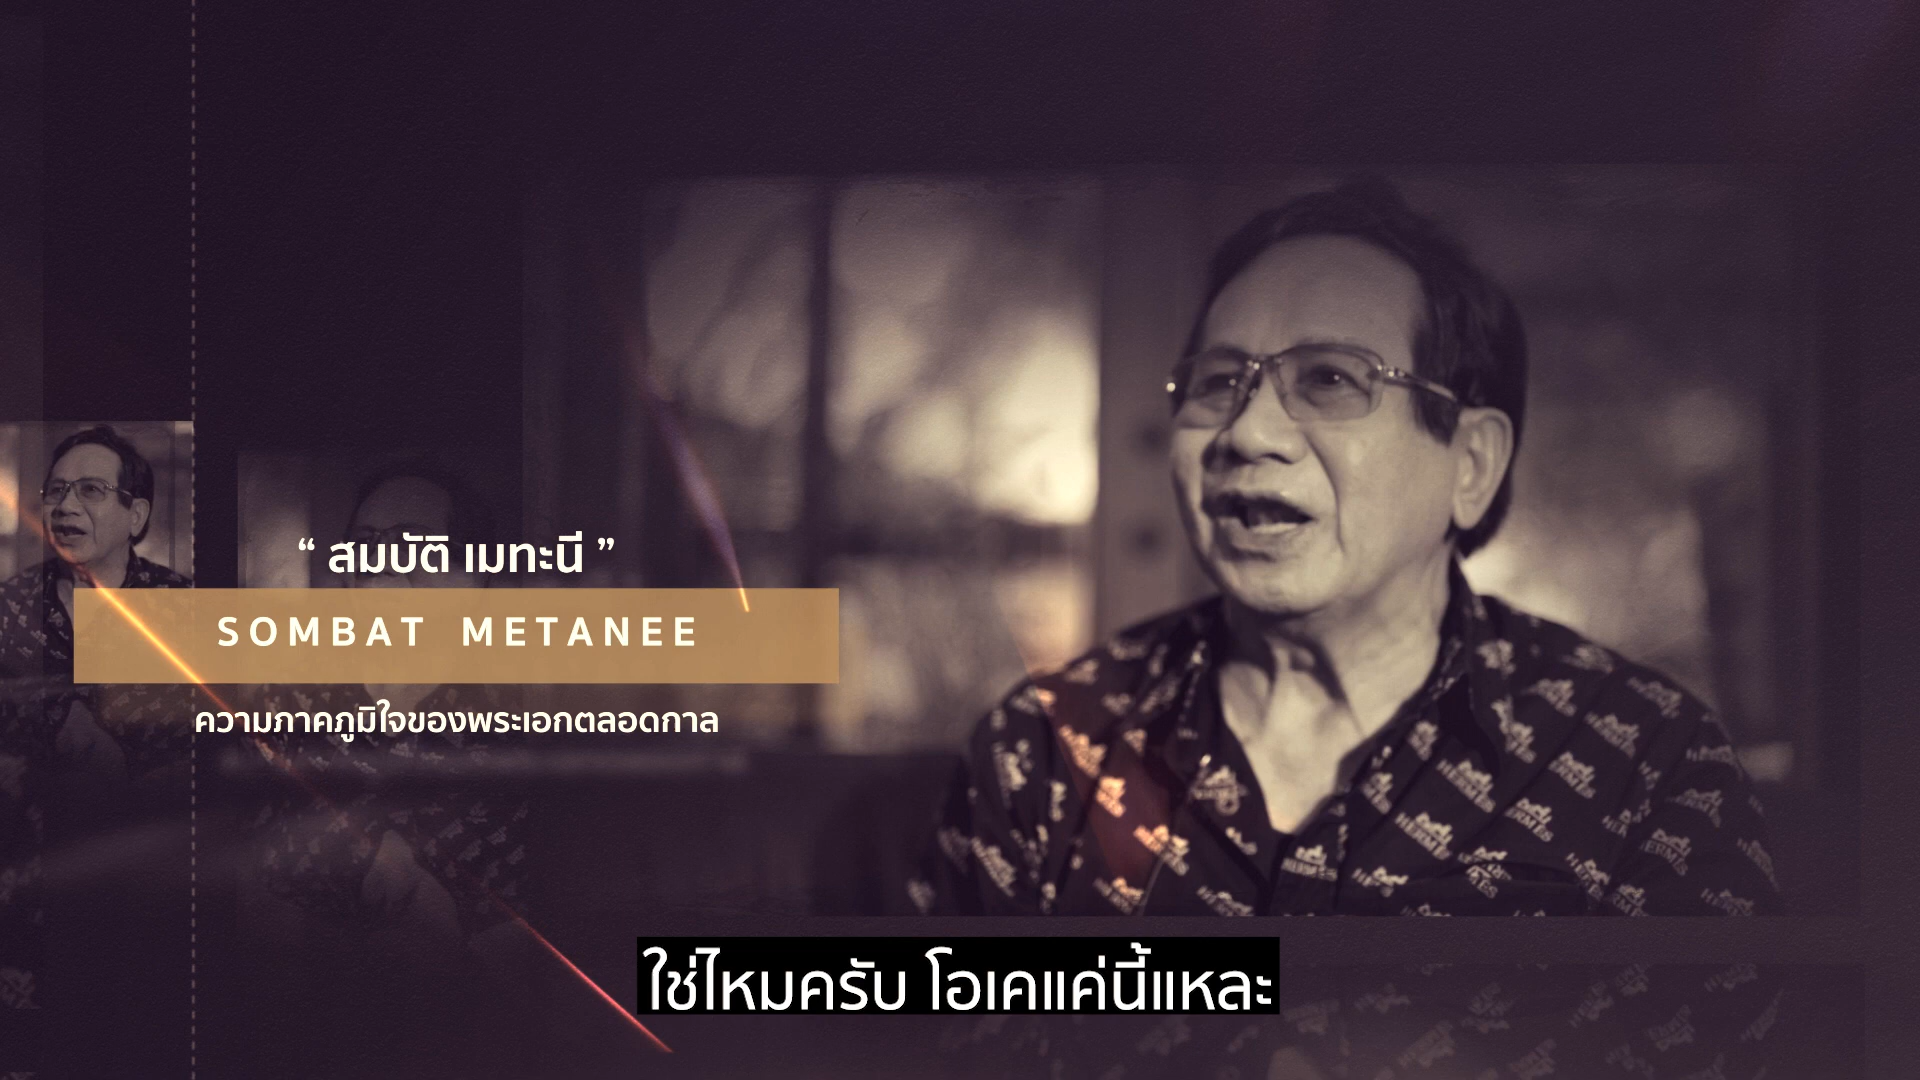 “ สมบัติ เมทะนี ”
SOMBAT METANEE
ความภาคภูมิใจของพระเอกตลอดกาล
HERMES
ใช่ไหมครับ โอเคแค่นี้แหละ